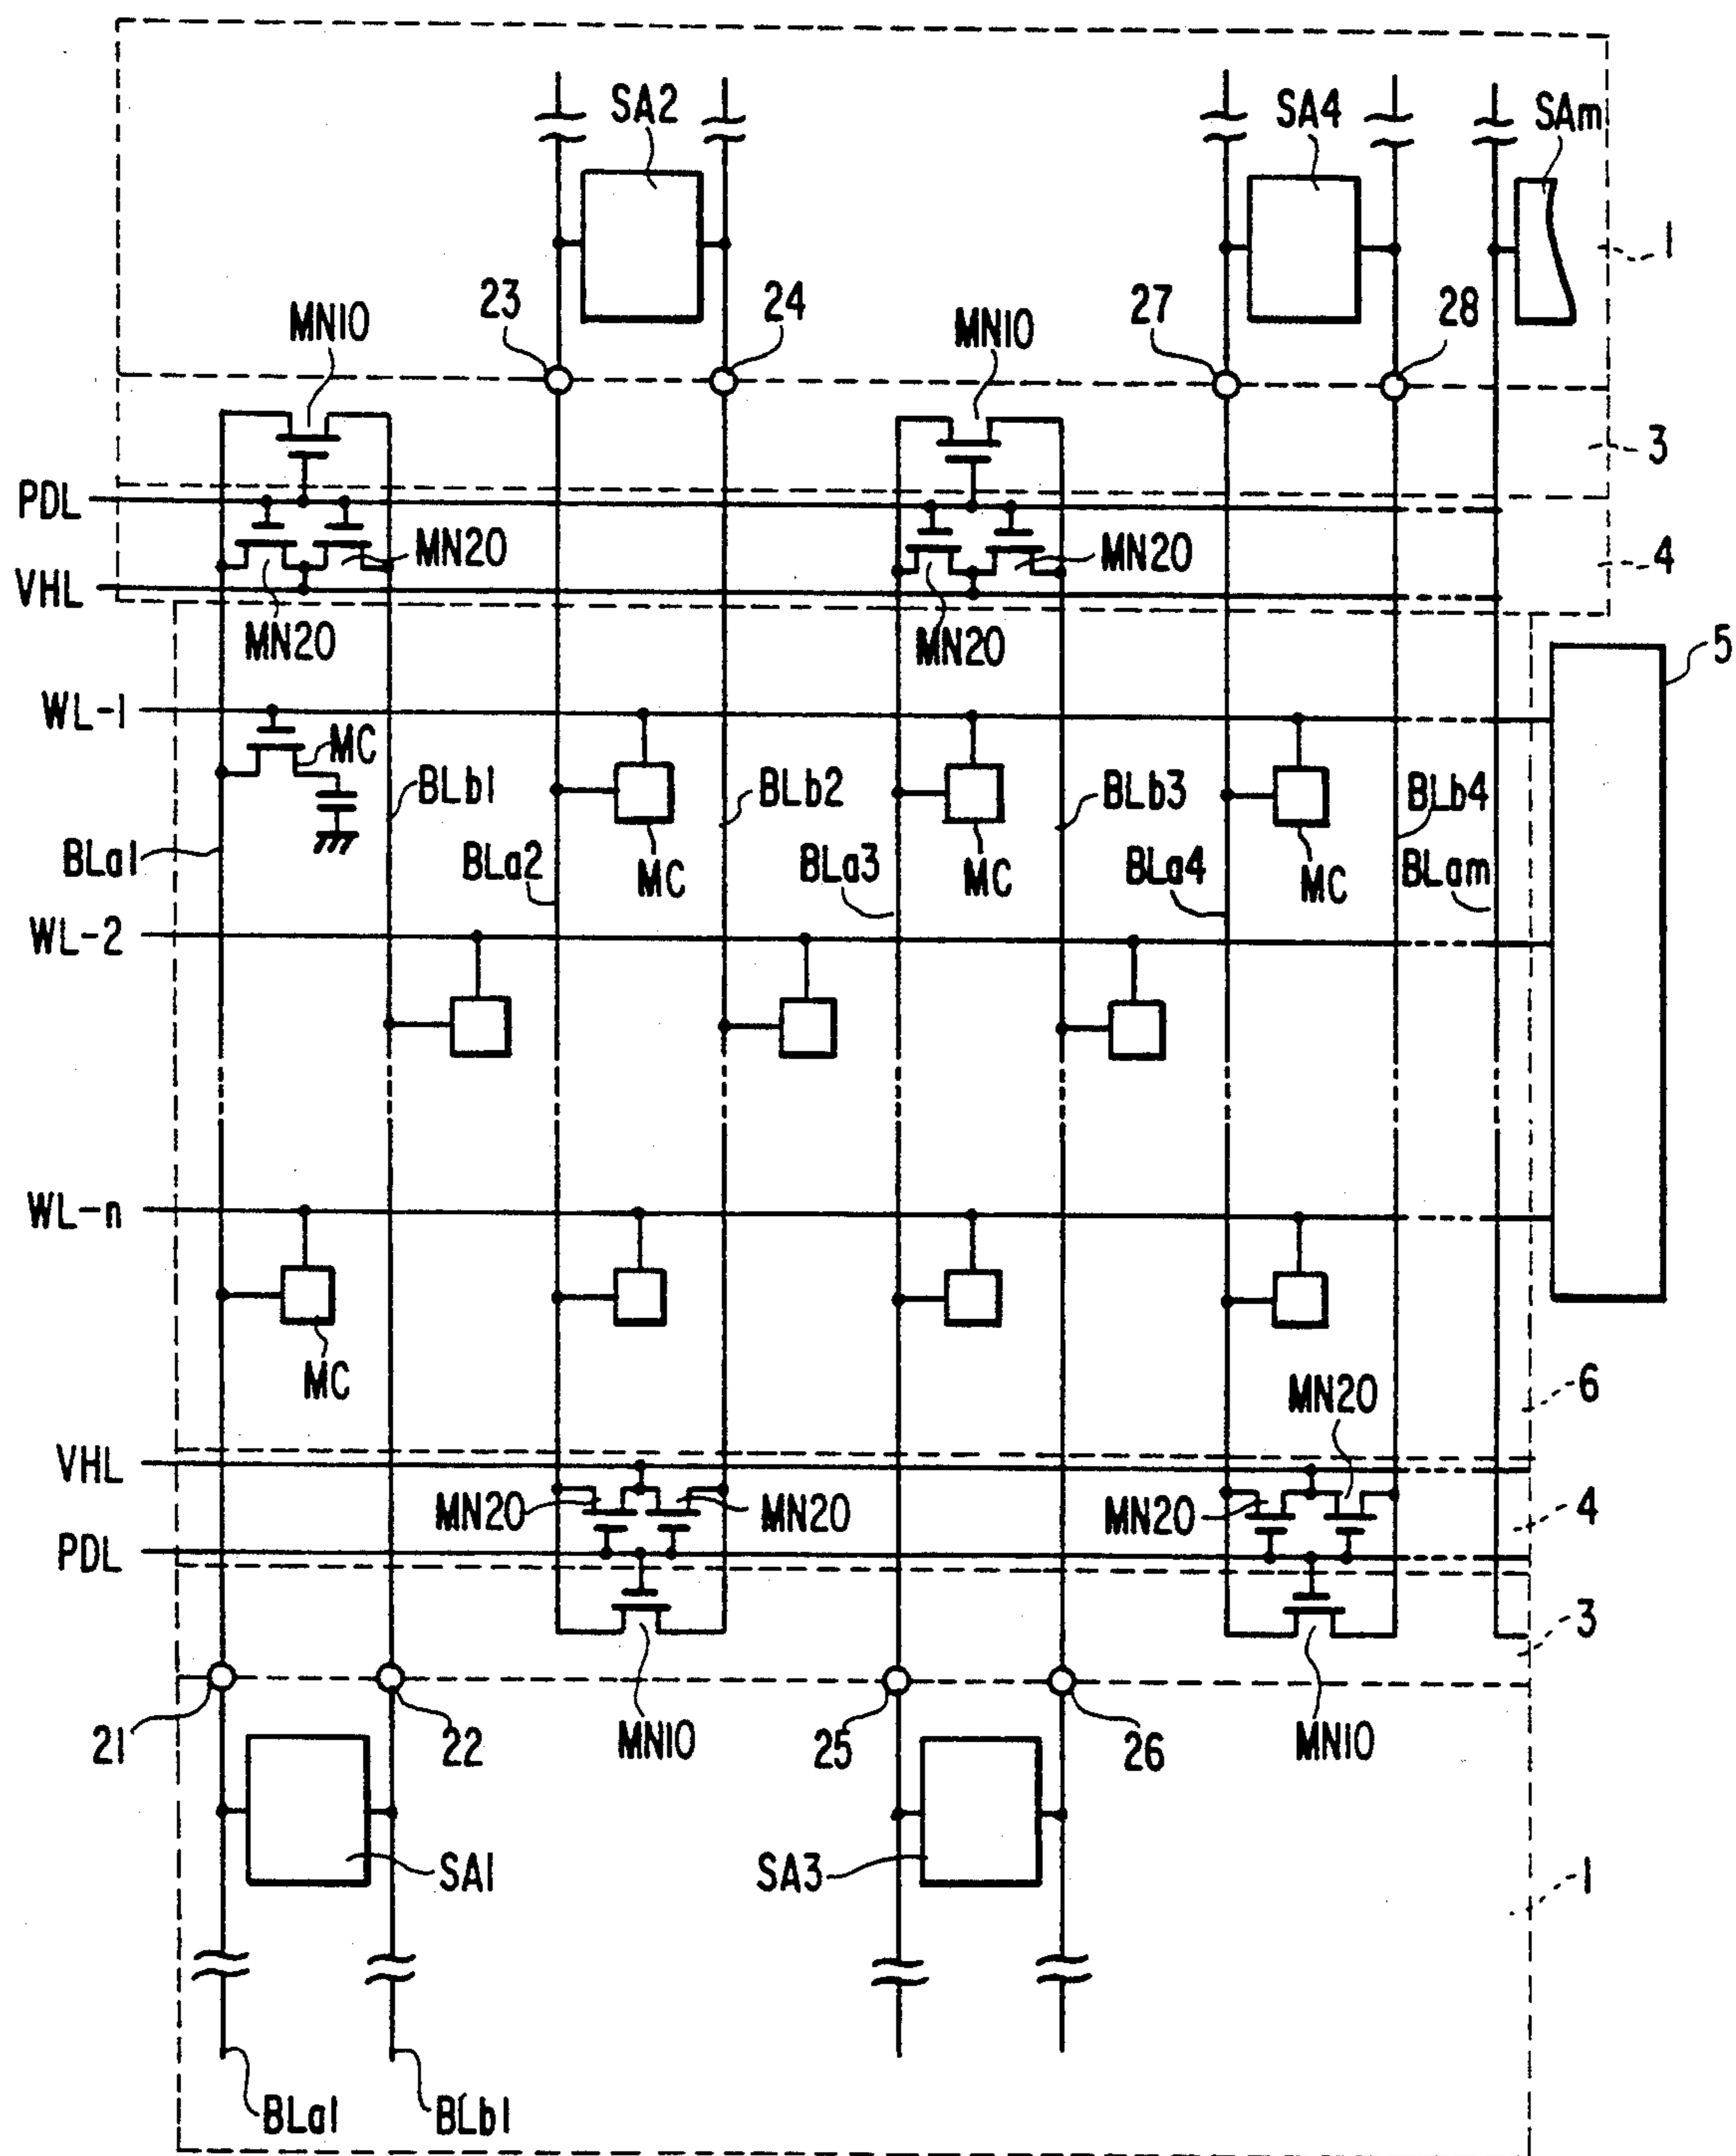 SA2
SA4
SAm
1
23
24
27
28
MN10
MN10
3
PDL
MN20
MN20
4
VHL
MN20
MN20
5
WL-1
MC
BLb1
BLb2
BLb3
BLb4
BLa1
BLa2
MC
BLa3
MC
BLa4
MC
BLam
WL-2
WL-n
MC
MN20
6
VHL
MN20
MN20
MN20
4
PDL
3
21
22
MN10
25
26
MN10
SA1
SA3
1
BLa1
BLb1